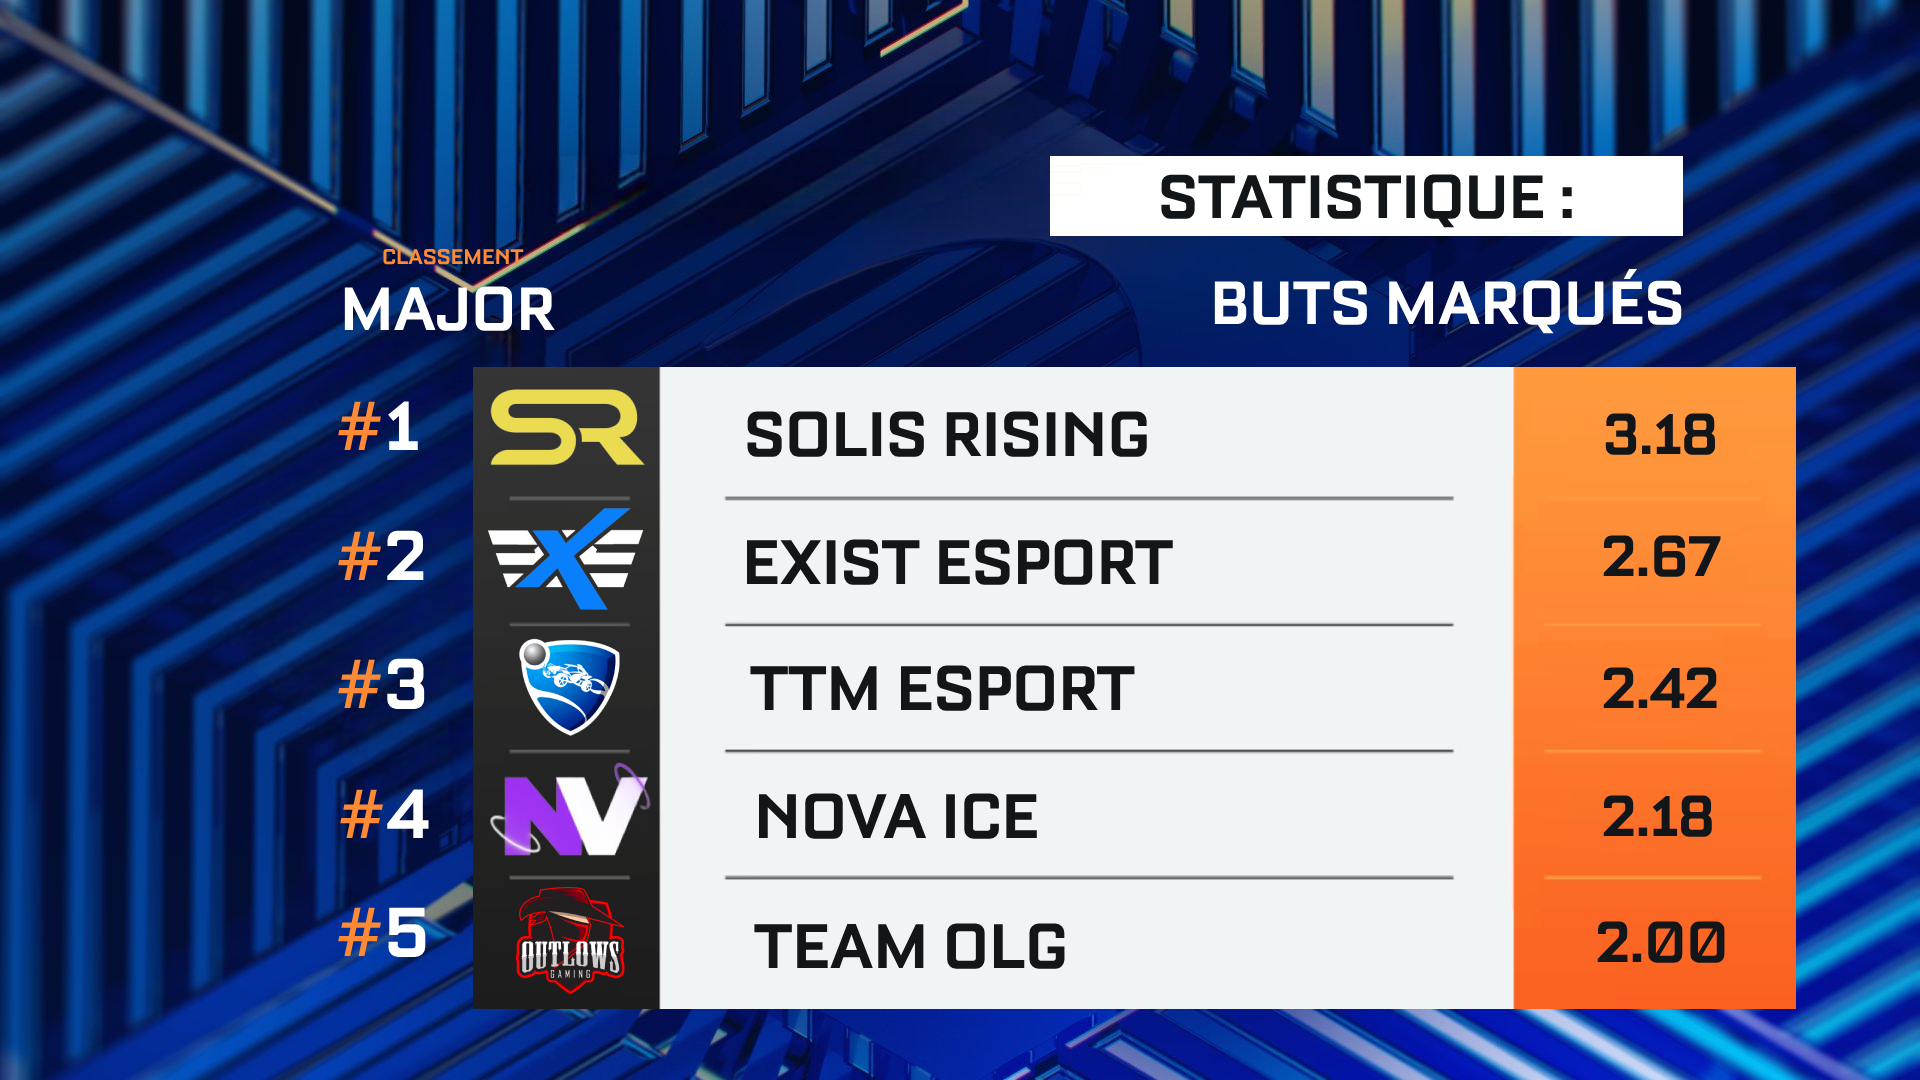 STATISTIQUE :
CLASSEMENT
MAJOR
BUTS MARQUÉS
#1 SR SOLIS RISING 3.18
#2 X EXIST ESPORT 2.67
#3 TTM ESPORT 2.42
#4 NV NOVA ICE 2.18
#5 OUTLOWS GAMING TEAM OLG 2.00